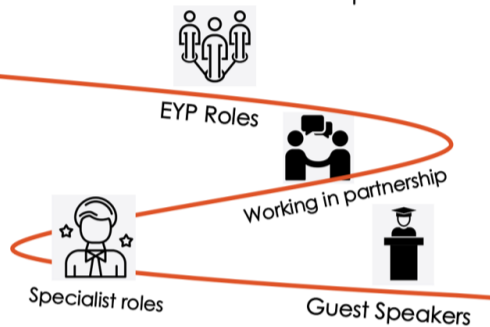 EYP Roles
Working in partnership
Specialist roles
Guest Speakers